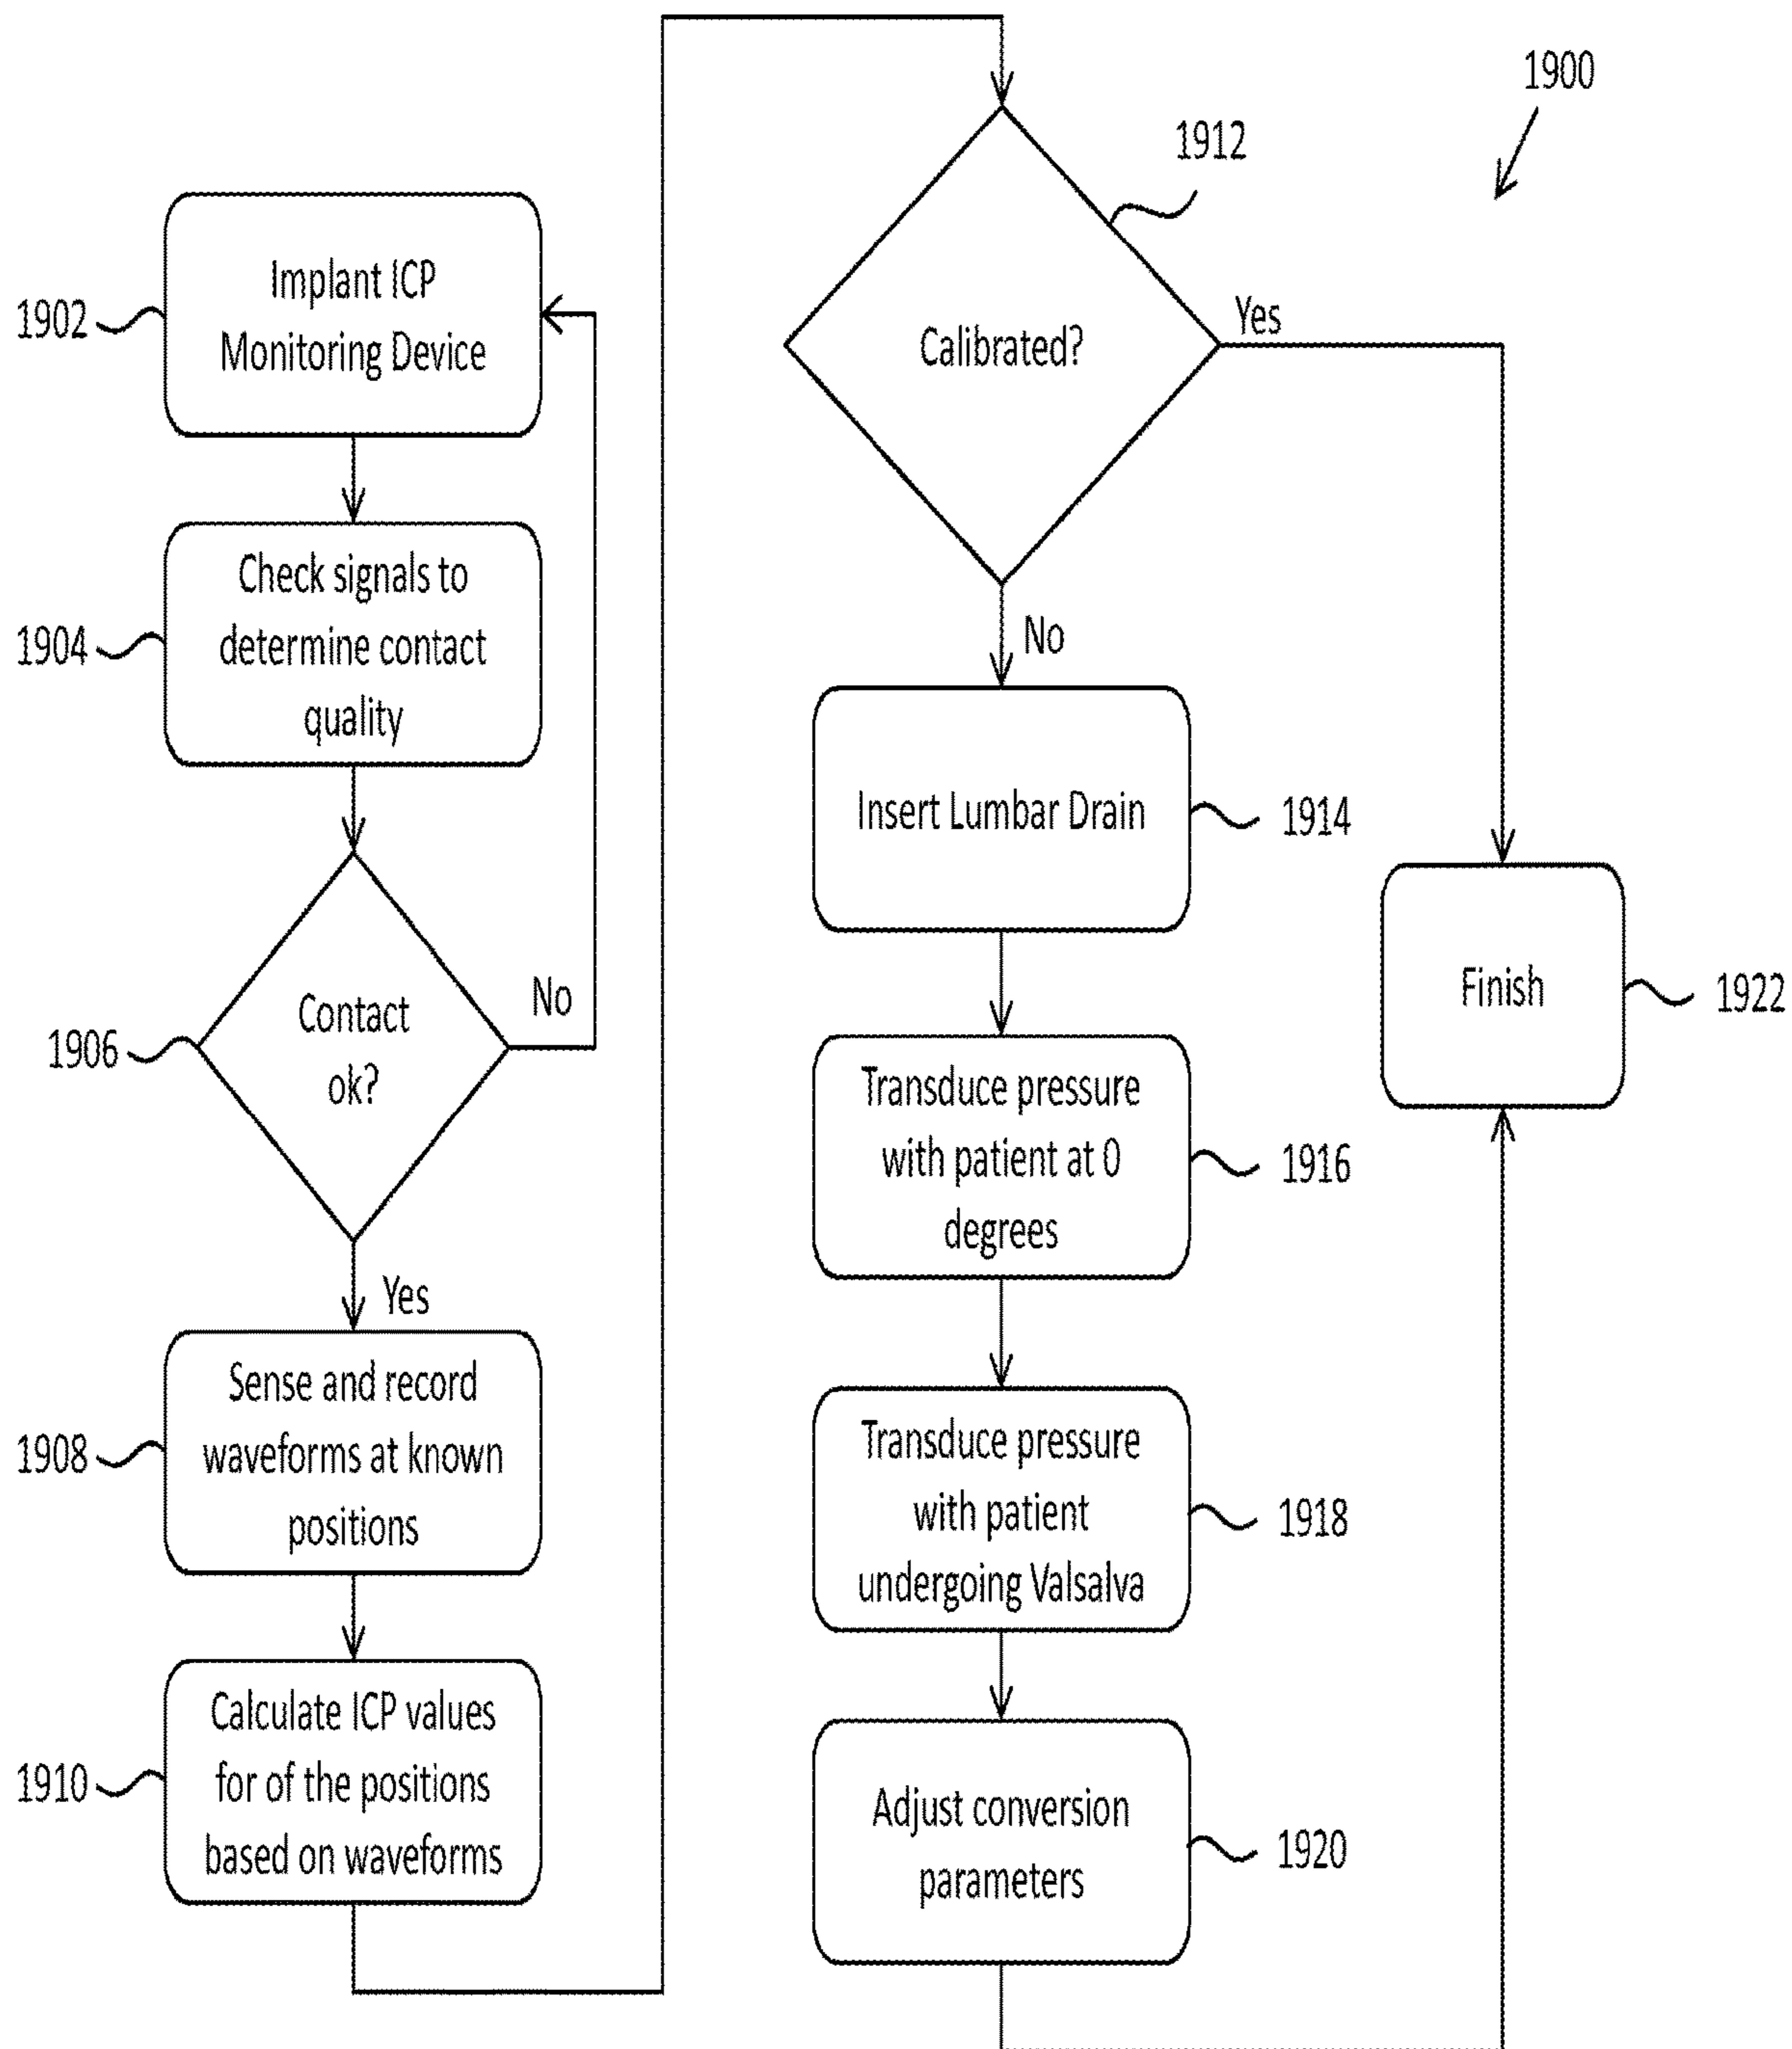 1900
1902
Implant ICP
Monitoring Device
1904
Check signals to
determine contact
quality
1906
Contact
ok?
No
Yes
1908
Sense and record
waveforms at known
positions
1910
Calculate ICP values
for of the positions
based on waveforms
1912
Calibrated?
Yes
No
Insert Lumbar Drain
1914
Transduce pressure
with patient at 0
degrees
1916
Transduce pressure
with patient
undergoing Valsalva
1918
Adjust conversion
parameters
1920
Finish
1922